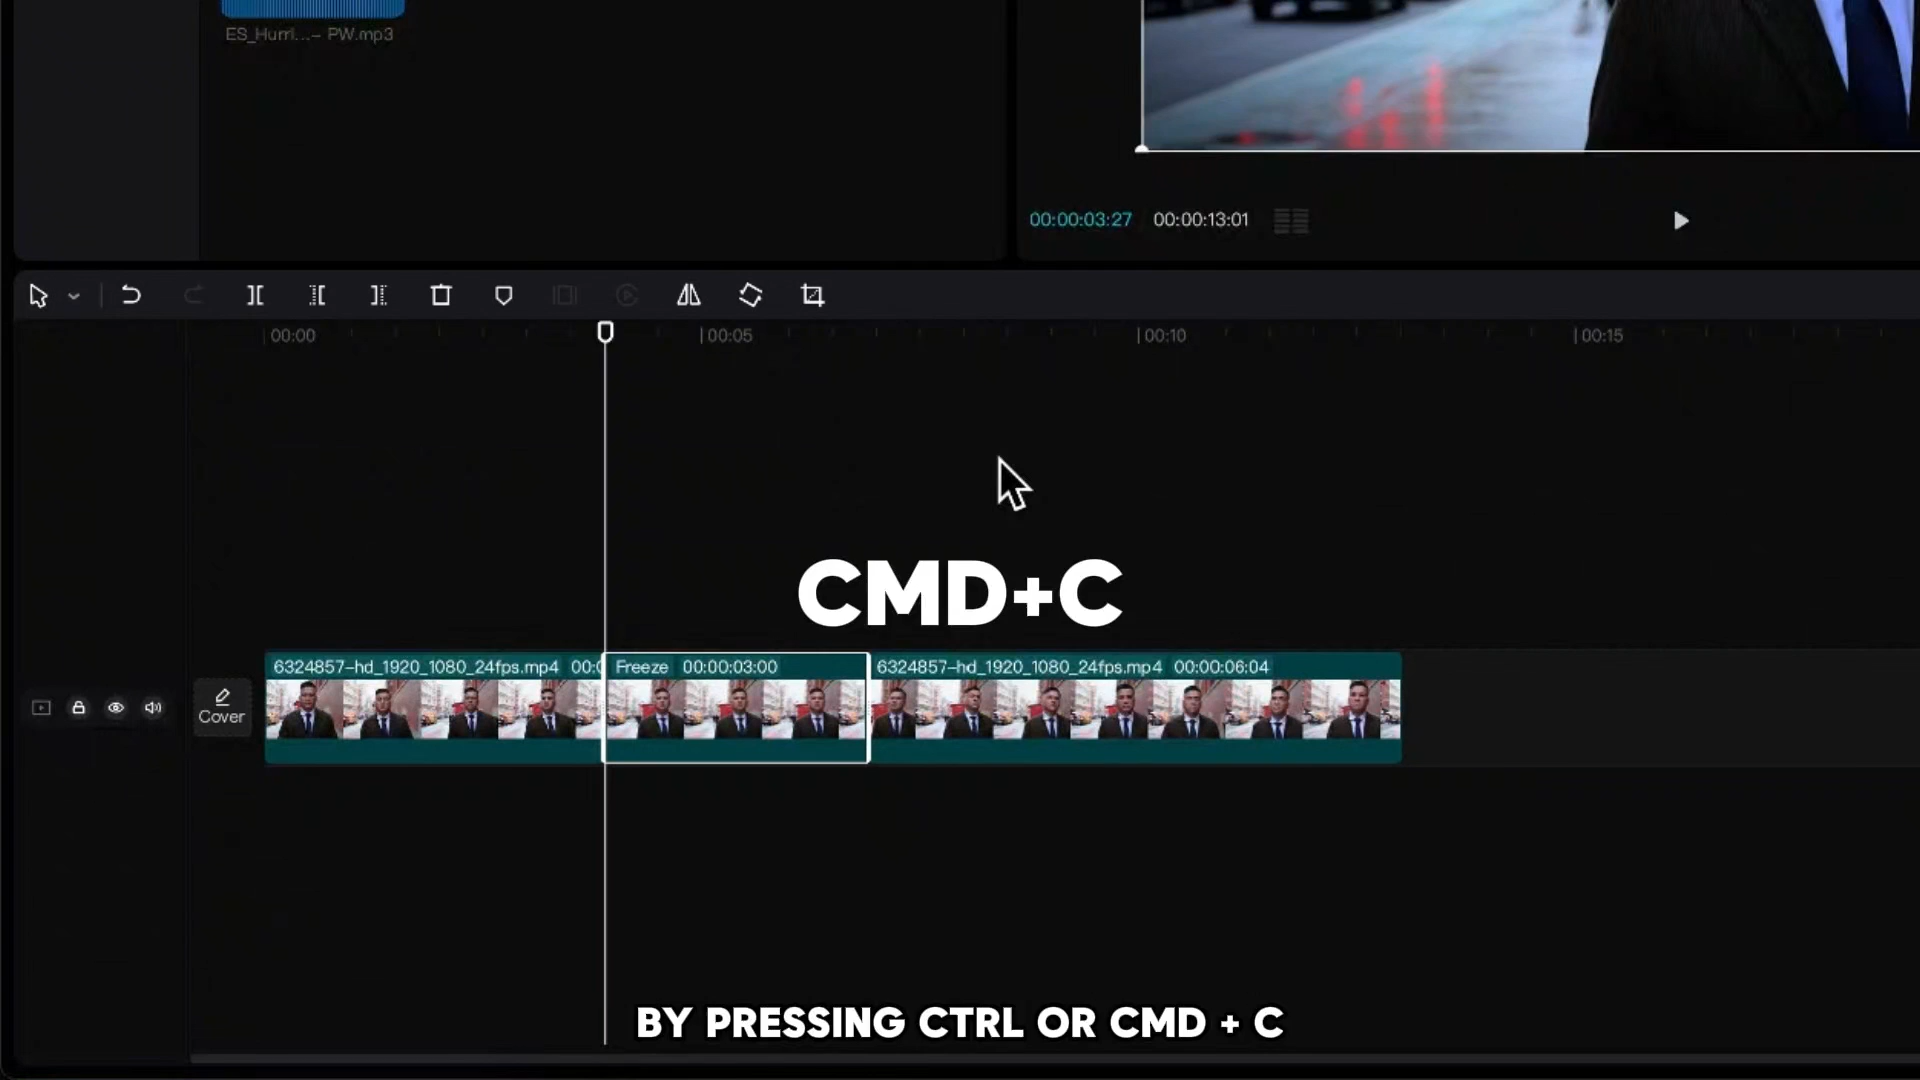 ES_Hurri...- PW.mp3
00:00:03:27 00:00:13:01
00:00 00:05 00:10 00:15
CMD+C
6324857-hd_1920_1080_24fps.mp4 Freeze 00:00:03:00 6324857-hd_1920_1080_24fps.mp4 00:00:06:04
Cover
BY PRESSING CTRL OR CMD + C